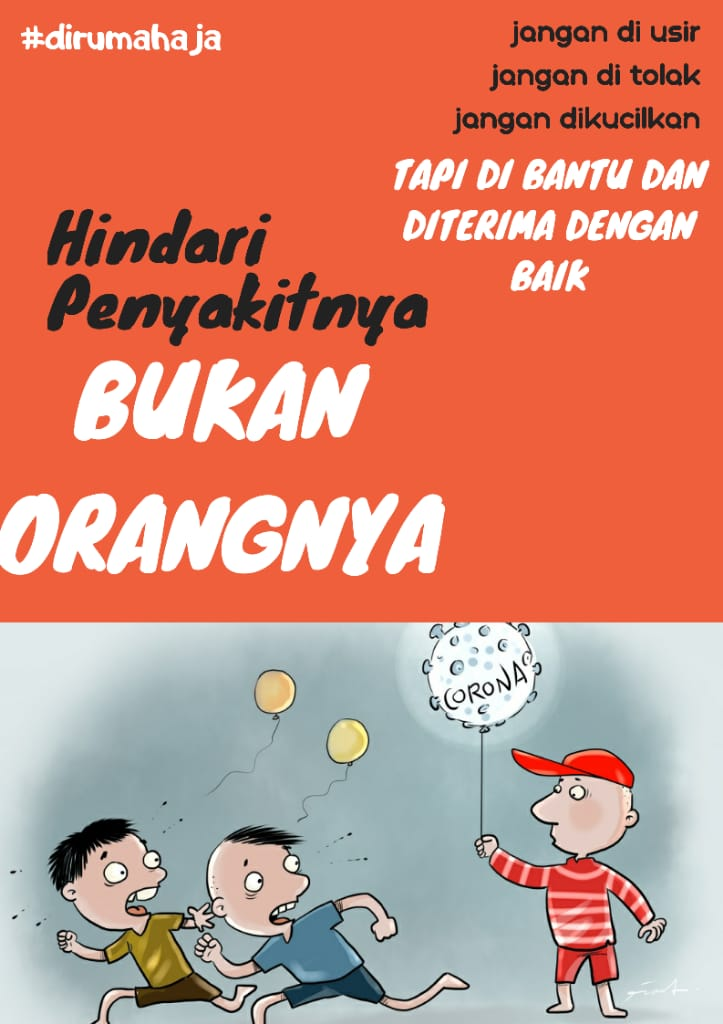 #dirumahaja
jangan di usir
jangan di tolak
jangan dikucilkan
TAPI DI BANTU DAN
DITERIMA DENGAN
BAIK
Hindari
Penyakitnya
BUKAN
ORANGNYA
CORONA